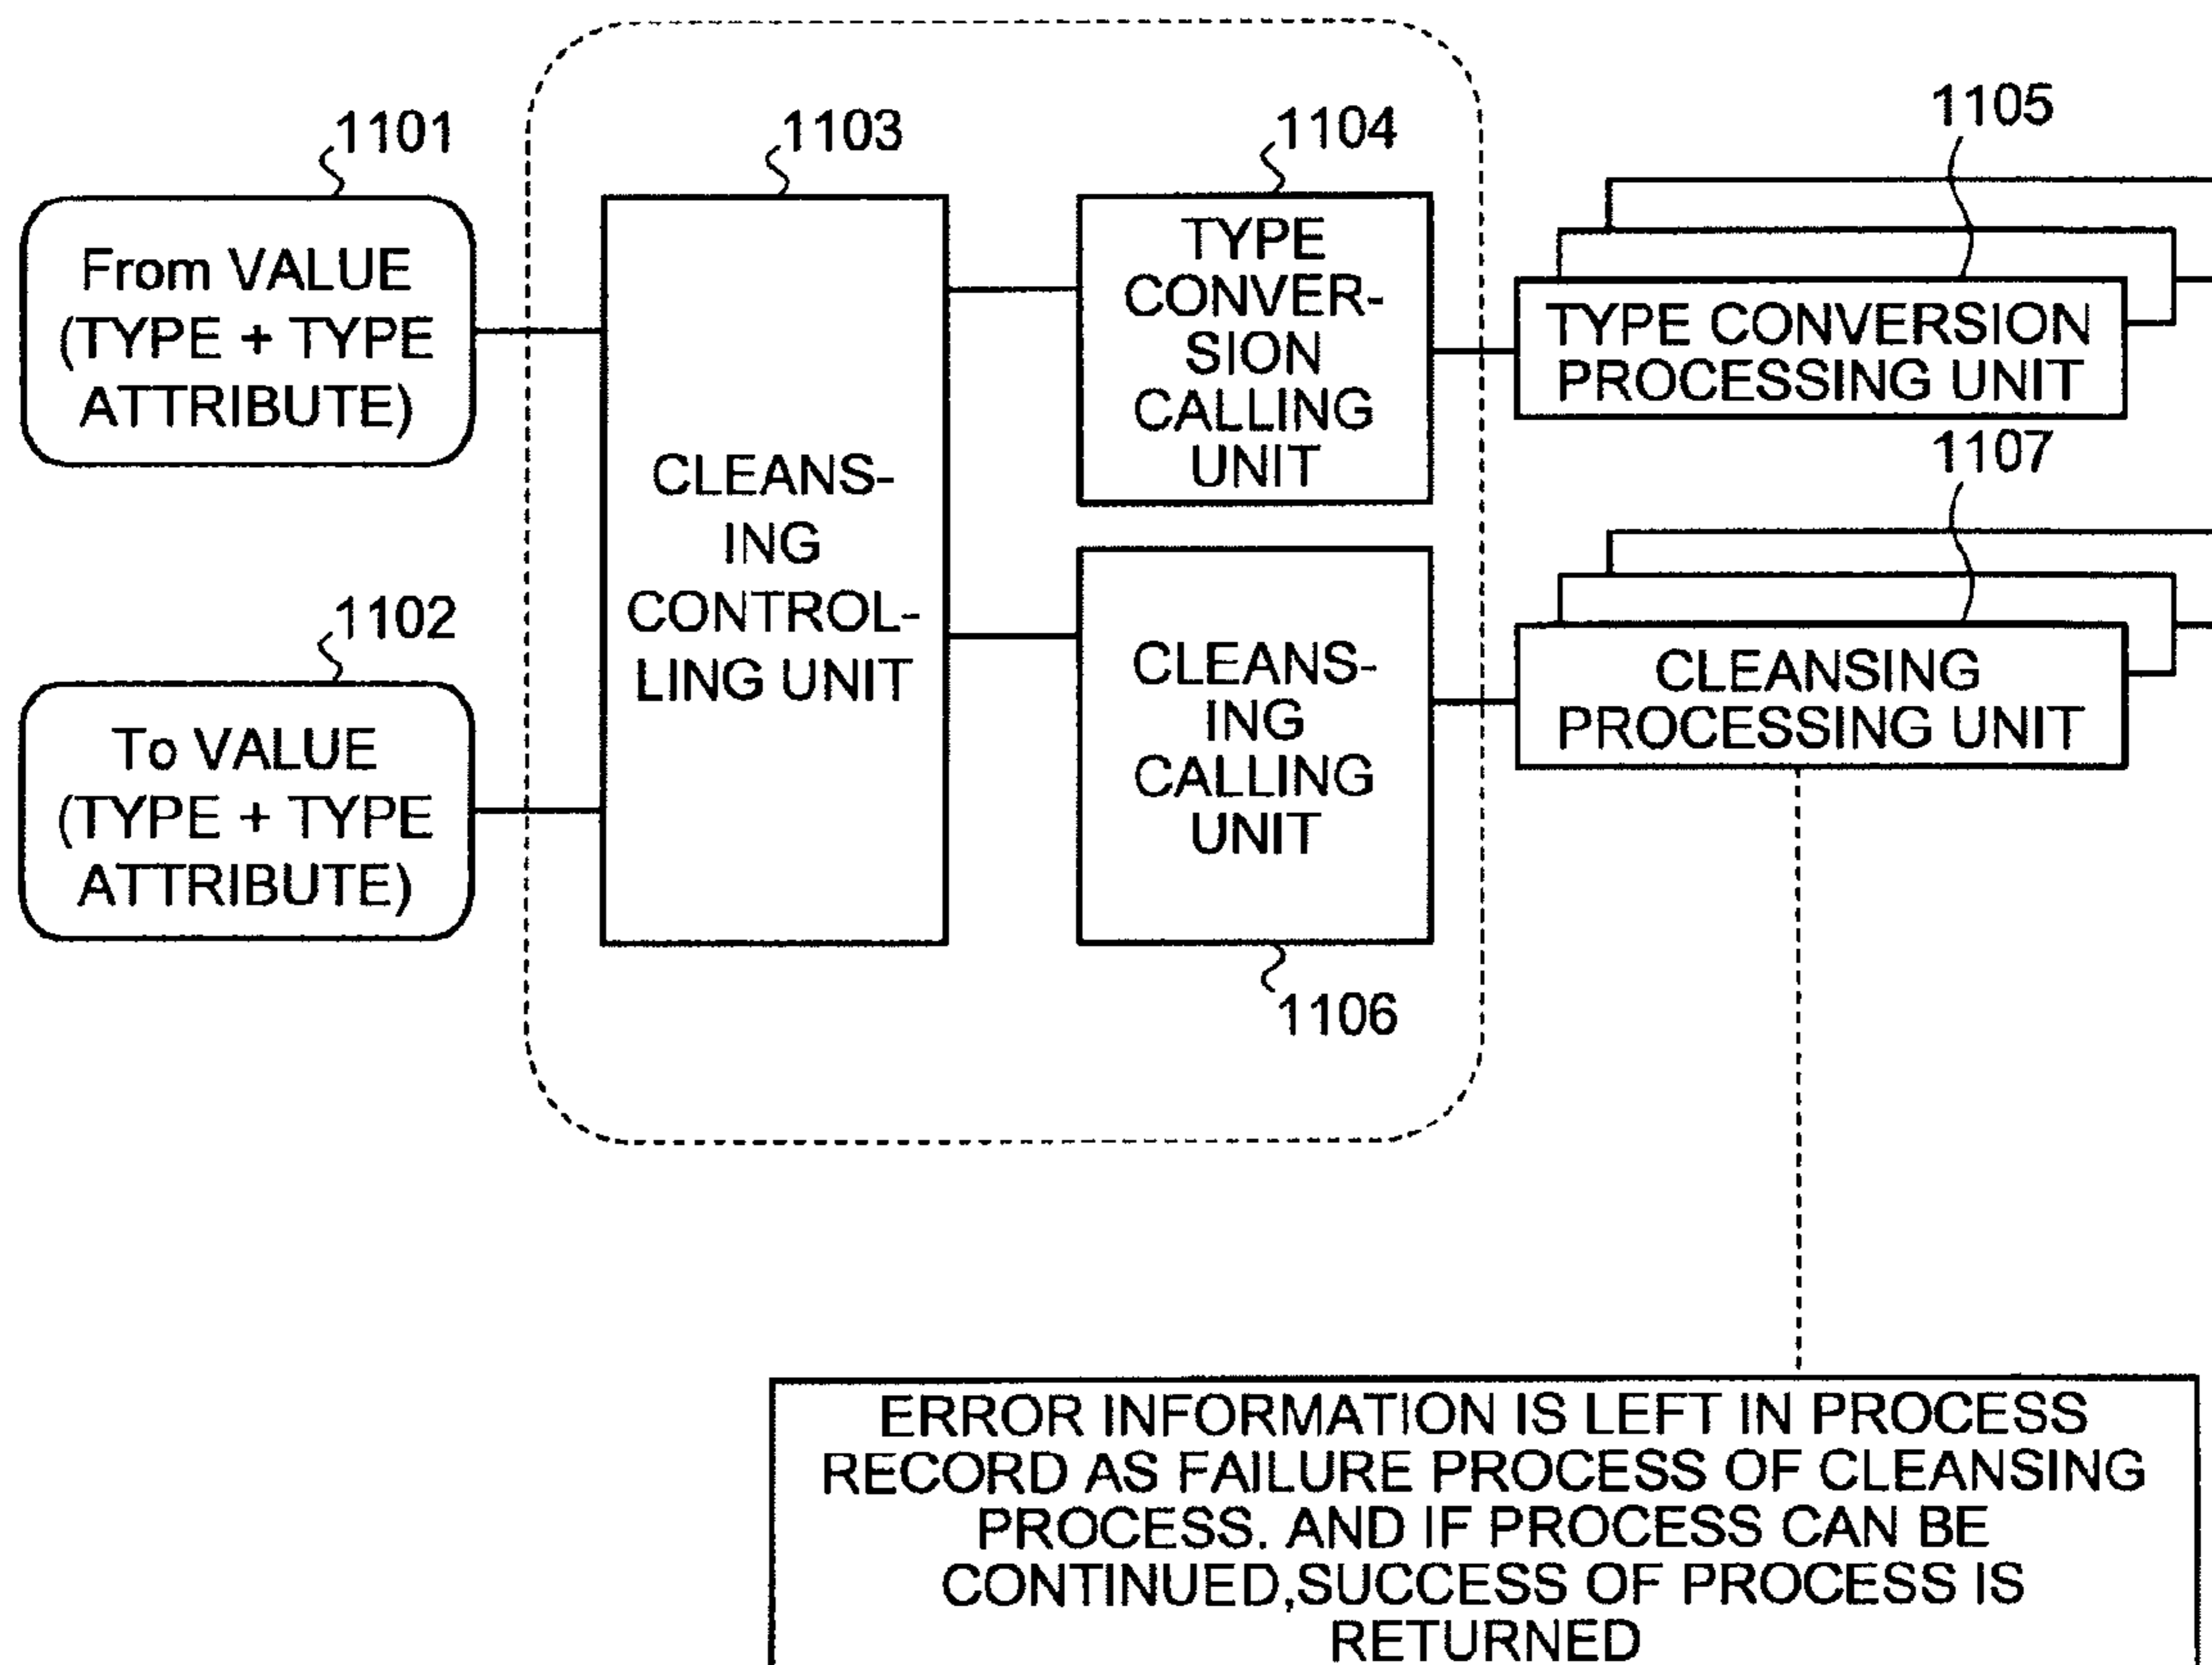 1101
From VALUE
(TYPE + TYPE
ATTRIBUTE)
1102
To VALUE
(TYPE + TYPE
ATTRIBUTE)
1103
CLEANS-
ING
CONTROL-
LING UNIT
1104
TYPE
CONVER-
SION
CALLING
UNIT
CLEANS-
ING
CALLING
UNIT
1106
1105
TYPE CONVERSION
PROCESSING UNIT
1107
CLEANSING
PROCESSING UNIT
ERROR INFORMATION IS LEFT IN PROCESS
RECORD AS FAILURE PROCESS OF CLEANSING
PROCESS. AND IF PROCESS CAN BE
CONTINUED,SUCCESS OF PROCESS IS
RETURNED